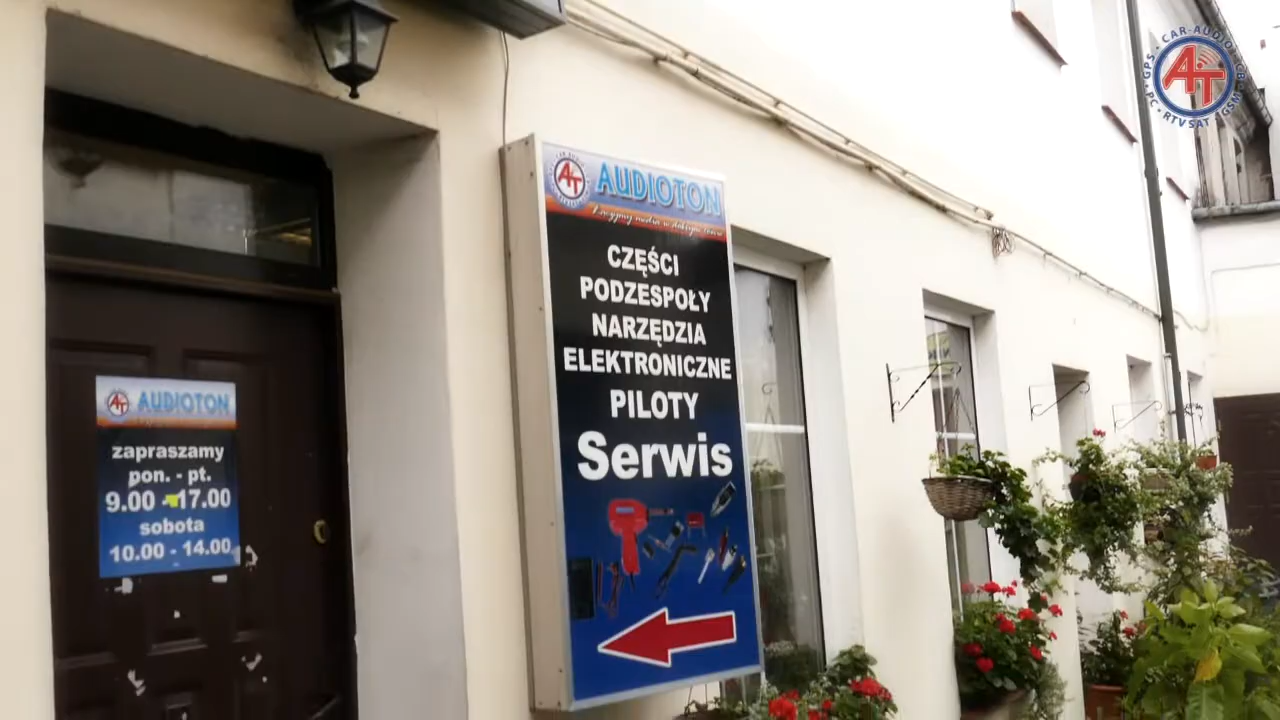 CAR-AUDIO · CB · GSM · RTV SAT · PC · GPS
AT
AT AUDIOTON
CZĘŚCI
PODZESPOŁY
NARZĘDZIA
ELEKTRONICZNE
PILOTY
Serwis
AT AUDIOTON
zapraszamy
pon. - pt.
9.00 - 17.00
sobota
10.00 - 14.00